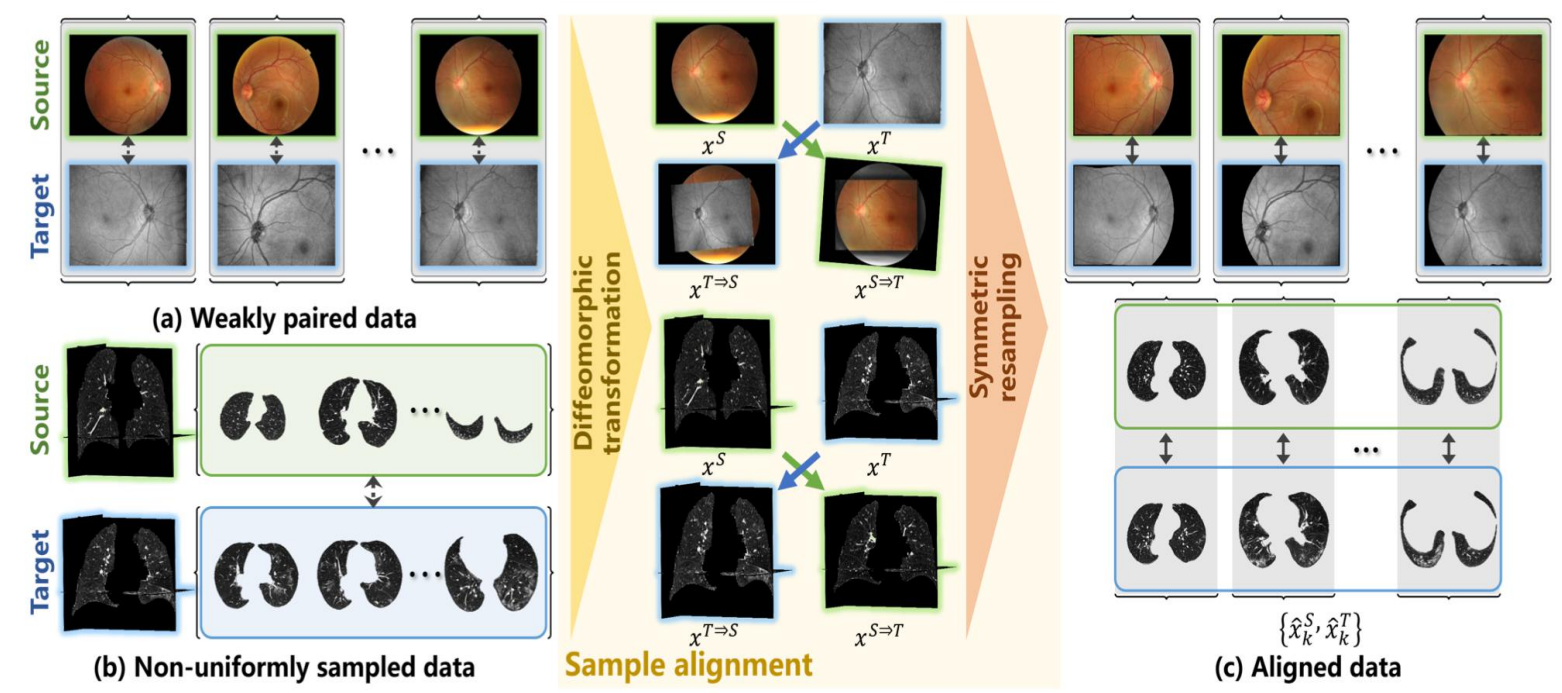 Source
Target
(a) Weakly paired data
Source
Target
(b) Non-uniformly sampled data
Diffeomorphic
transformation
x^S x^T
x^{T⇒S} x^{S⇒T}
x^S x^T
x^{T⇒S} x^{S⇒T}
Sample alignment
Symmetric
resampling
{x̂_k^S, x̂_k^T}
(c) Aligned data